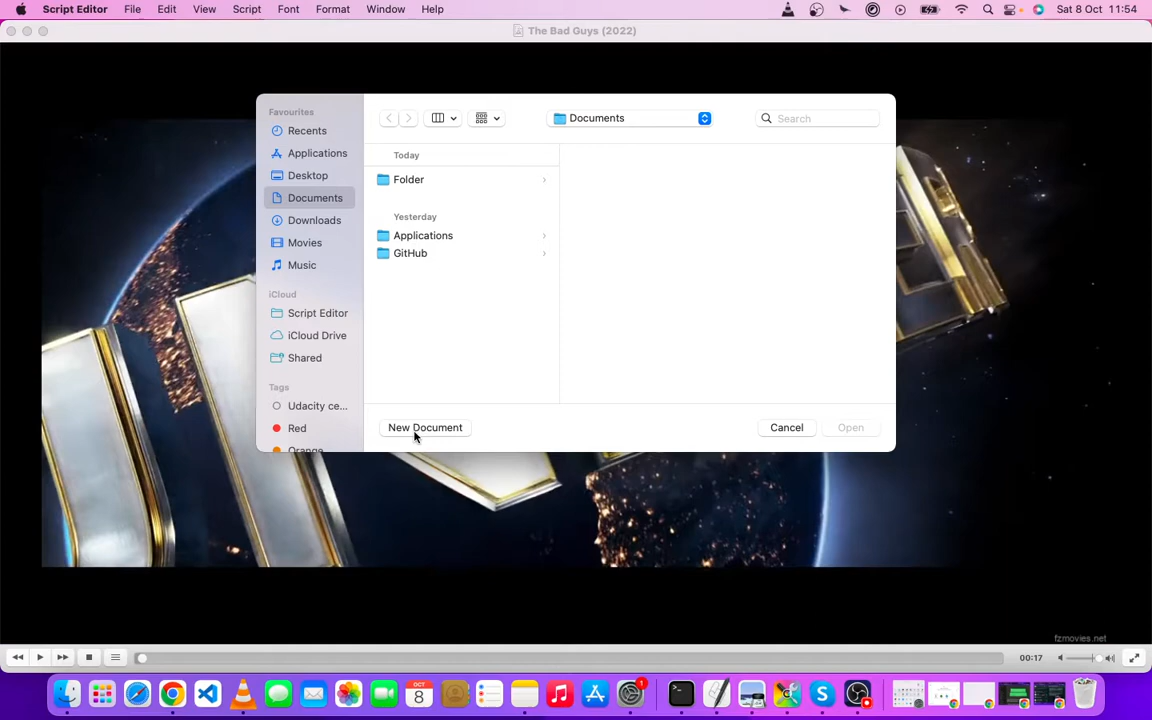 Script Editor File Edit View Script Font Format Window Help Sat 8 Oct 11:54
The Bad Guys (2022)
Favourites
Recents
Applications
Desktop
Documents
Downloads
Movies
Music
iCloud
Script Editor
iCloud Drive
Shared
Tags
Udacity ce...
Red
Orange
Documents
Search
Today
Folder
Yesterday
Applications
GitHub
New Document
Cancel
Open
fzmovies.net
00:17
OCT
8
1